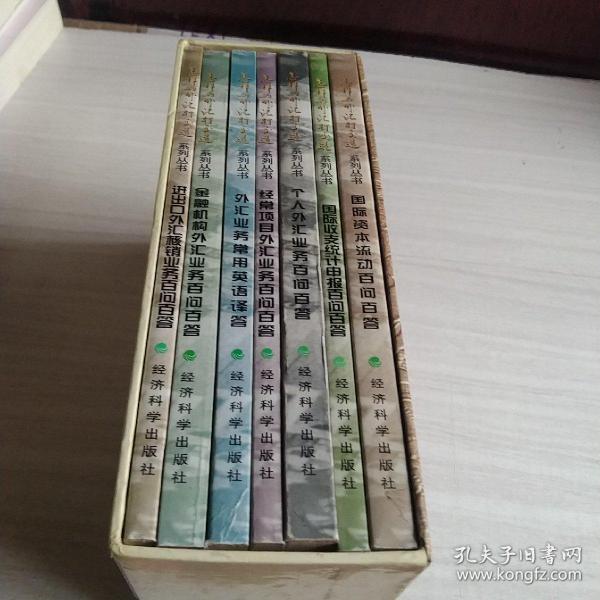 系列丛书
进出口外汇核销业务百问百答
经济科学出版社
系列丛书
金融机构外汇业务百问百答
经济科学出版社
系列丛书
外汇业务常用英语译答
经济科学出版社
系列丛书
经常项目外汇业务百问百答
经济科学出版社
系列丛书
个人外汇业务百问百答
经济科学出版社
系列丛书
国际收支统计申报百问百答
经济科学出版社
系列丛书
国际资本流动百问百答
经济科学出版社
孔夫子旧书网
www.kongfz.com